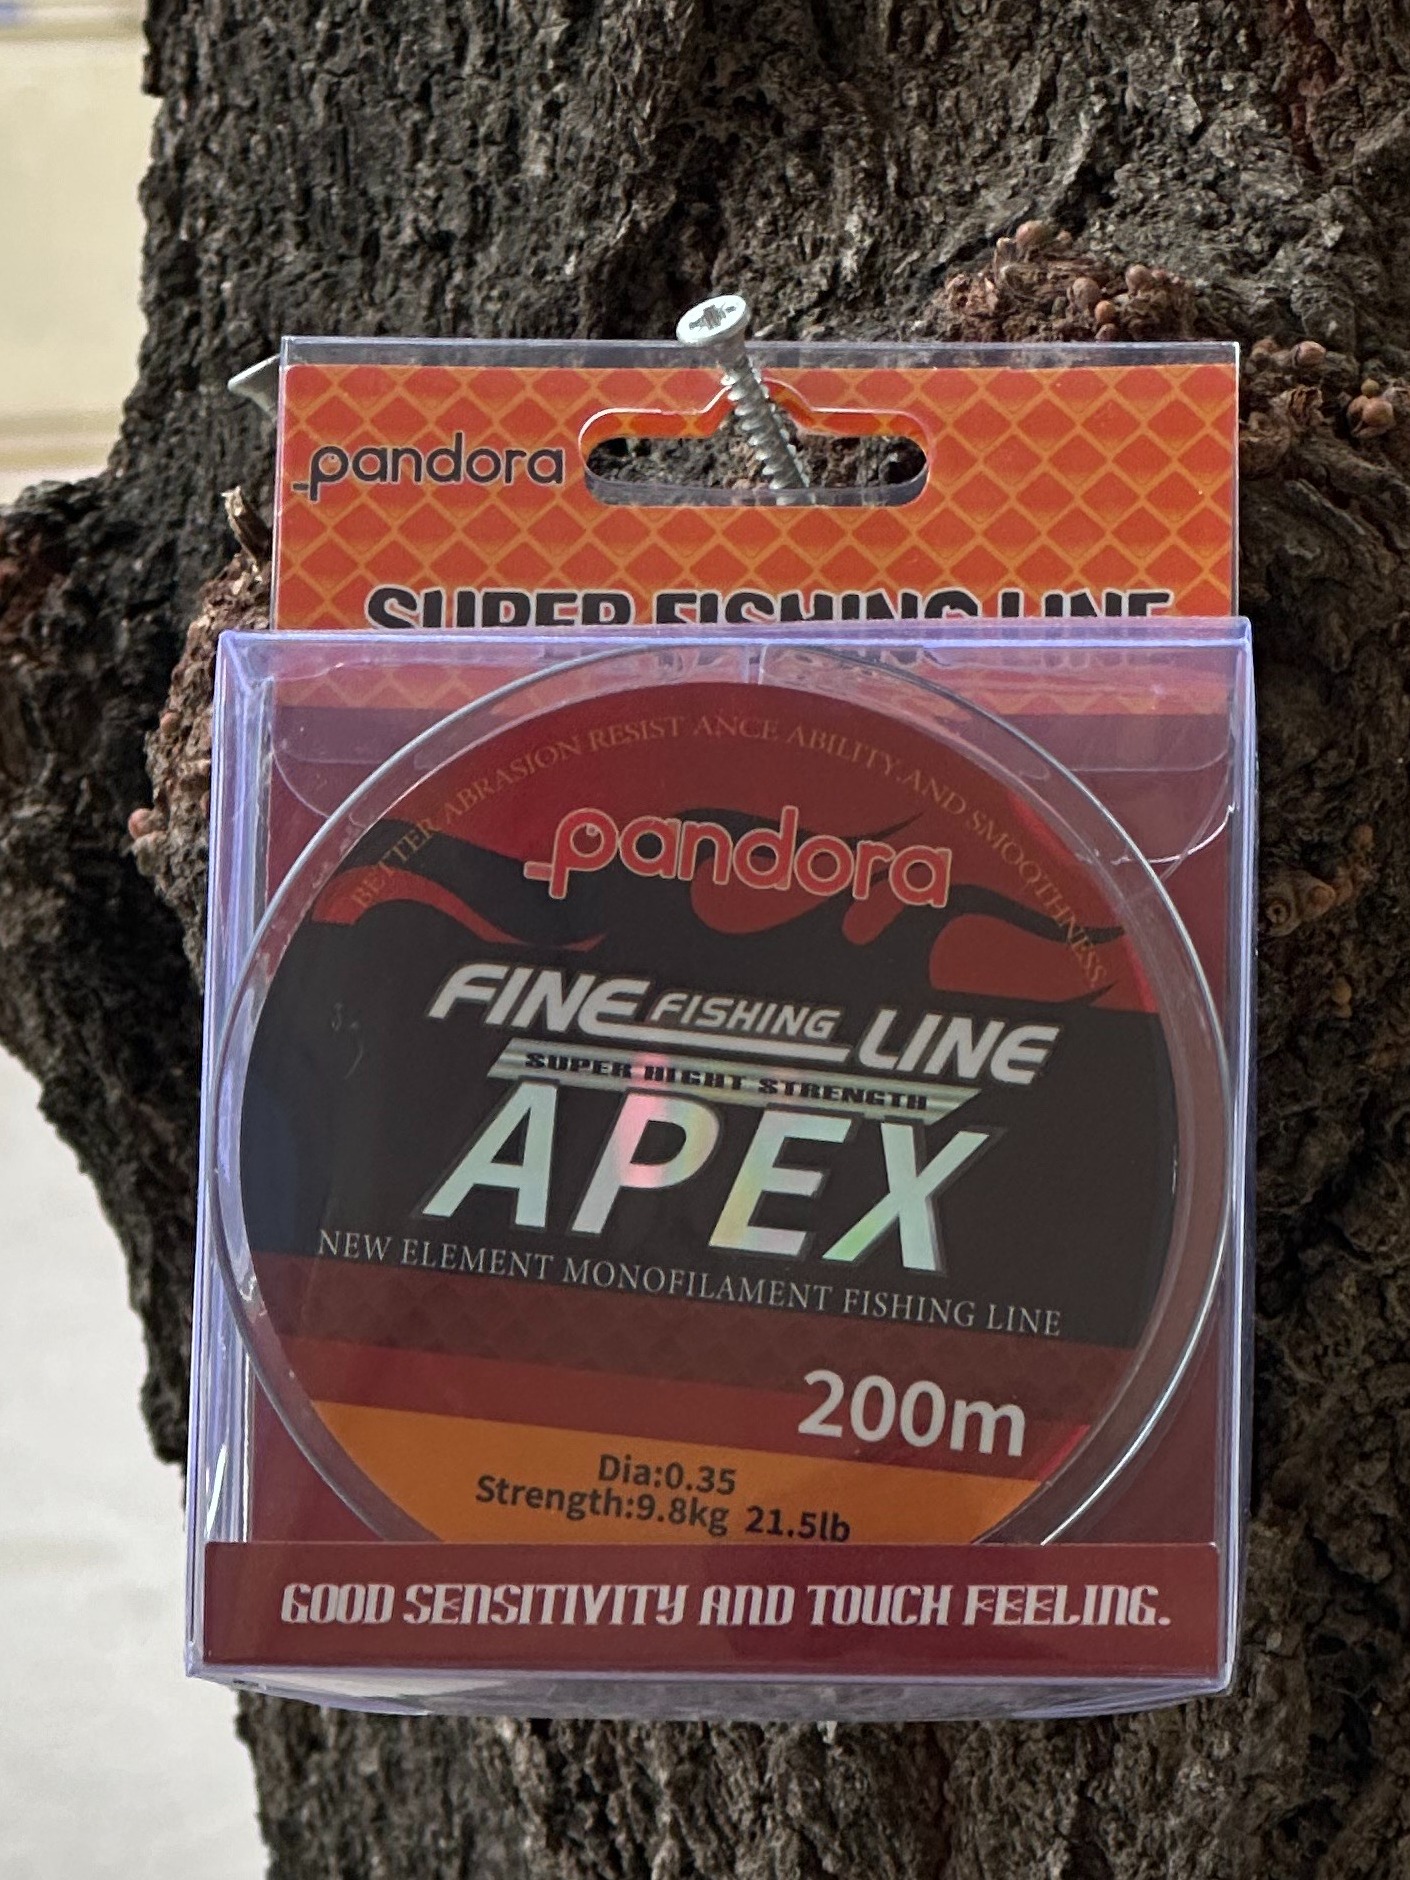 pandora
SUPER FISHING LINE
BETTER ABRASION RESIST ANCE ABILITY AND SMOOTHNESS
pandora
FINE FISHING LINE
SUPER HIGHT STRENGTH
APEX
NEW ELEMENT MONOFILAMENT FISHING LINE
200m
Dia:0.35
Strength:9.8kg 21.5lb
GOOD SENSITIVITY AND TOUCH FEELING.